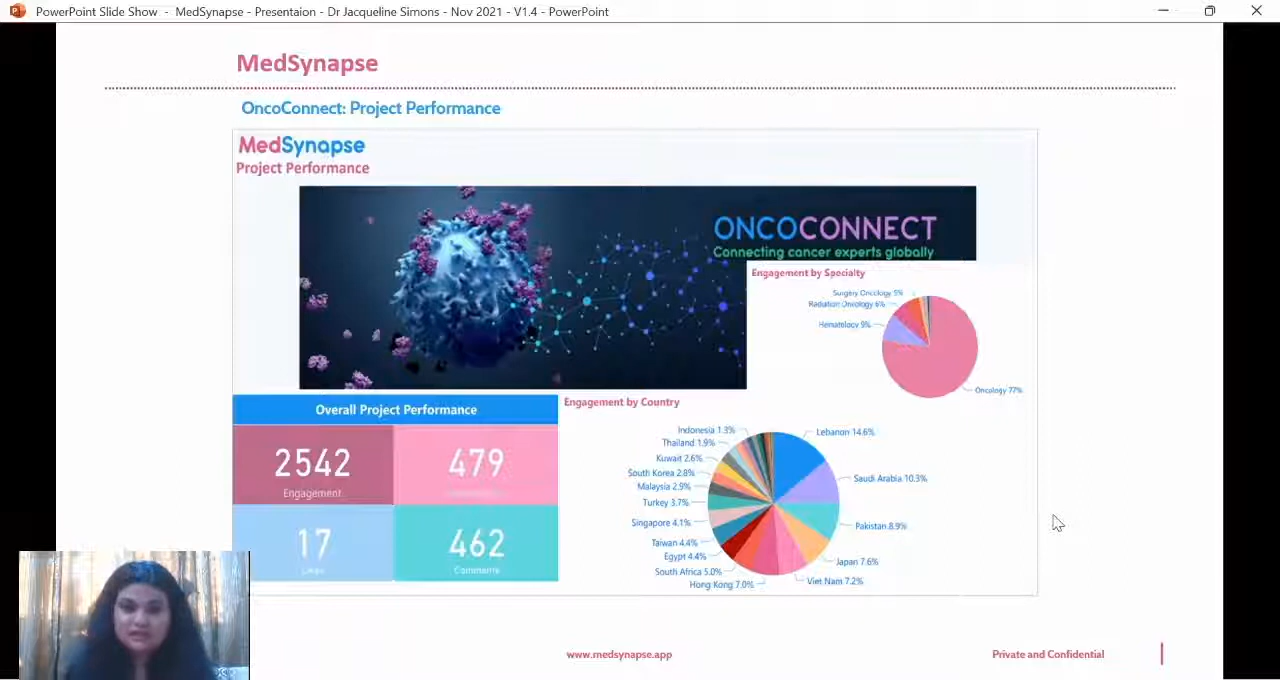 PowerPoint Slide Show - MedSynapse - Presentaion - Dr Jacqueline Simons - Nov 2021 - V1.4 - PowerPoint
MedSynapse
OncoConnect: Project Performance
MedSynapse
Project Performance
ONCOCONNECT
Connecting cancer experts globally
Engagement by Specialty
Surgery Oncology 5%
Radiation Oncology 6%
Hematology 9%
Oncology 77%
Overall Project Performance
2542
Engagement
479
17
Likes
462
Comments
Engagement by Country
Indonesia 1.3%
Thailand 1.9%
Kuwait 2.6%
South Korea 2.8%
Malaysia 2.9%
Turkey 3.7%
Singapore 4.1%
Taiwan 4.4%
Egypt 4.4%
South Africa 5.0%
Hong Kong 7.0%
Lebanon 14.6%
Saudi Arabia 10.3%
Pakistan 8.9%
Japan 7.6%
Viet Nam 7.2%
www.medsynapse.app
Private and Confidential